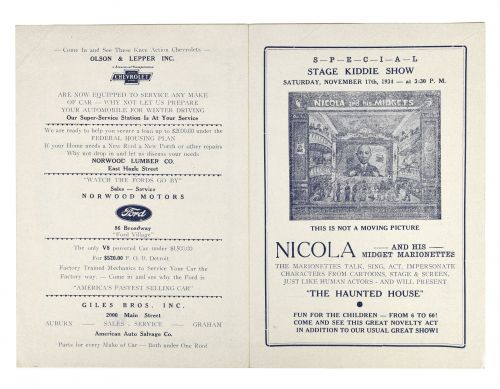 — Come In and See These Knee Action Chevrolets —
OLSON & LEPPER INC.
CHEVROLET
ARE NOW EQUIPPED TO SERVICE ANY MAKE
OF CAR — WHY NOT LET US PREPARE
YOUR AUTOMOBILE FOR WINTER DRIVING
Our Super-Service Station Is At Your Service
We are ready to help you secure a loan up to $2000.00 under the
FEDERAL HOUSING PLAN
If your Home needs a New Roof a New Porch or other repairs
Why not drop in and let us discuss your needs
NORWOOD LUMBER CO.
East Hoyle Street
"WATCH THE FORDS GO BY"
Sales — Service
NORWOOD MOTORS
Ford
86 Broadway
"Ford Village"
The only V8 powered Car under $1500.00
For $520.00 F. O. B. Detroit
Factory Trained Mechanics to Service Your Car the
Factory way: — Come in and see why the Ford is
"AMERICA'S FASTEST SELLING CAR"
GILES BROS. INC.
2000 Main Street
AUBURN - SALES - SERVICE - GRAHAM
American Auto Salvage Co.
Parts for every Make of Car — Both under One Roof
S-P-E-C-I-A-L
STAGE KIDDIE SHOW
SATURDAY, NOVEMBER 17th, 1934 — at 2:30 P. M.
NICOLA and his MIDGETS
THIS IS NOT A MOVING PICTURE
NICOLA — AND HIS —
MIDGET MARIONETTES
THE MARIONETTES TALK, SING, ACT, IMPERSONATE
CHARACTERS FROM CARTOONS, STAGE & SCREEN,
JUST LIKE HUMAN ACTORS - AND WILL PRESENT
"THE HAUNTED HOUSE"
FUN FOR THE CHILDREN — FROM 6 TO 60!
COME AND SEE THIS GREAT NOVELTY ACT
IN ADDITION TO OUR USUAL GREAT SHOW!